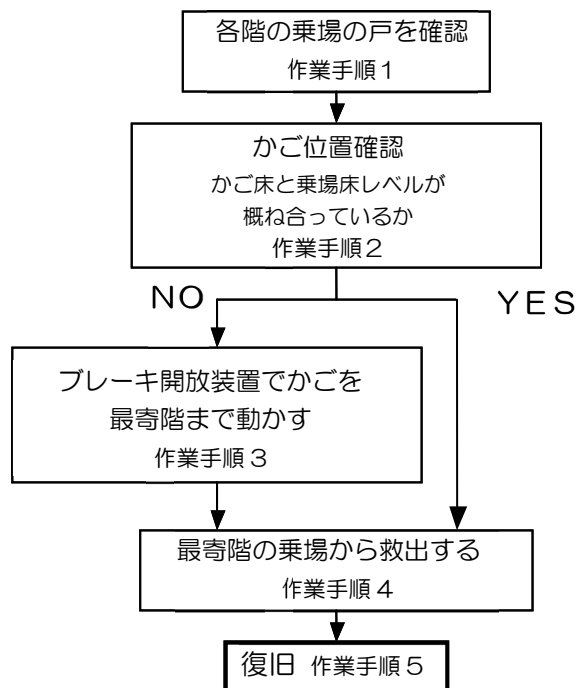 各階の乗場の戸を確認
作業手順１
かご位置確認
かご床と乗場床レベルが
概ね合っているか
作業手順２
ＮＯ
ＹＥＳ
ブレーキ開放装置でかごを
最寄階まで動かす
作業手順３
最寄階の乗場から救出する
作業手順４
復旧 作業手順５